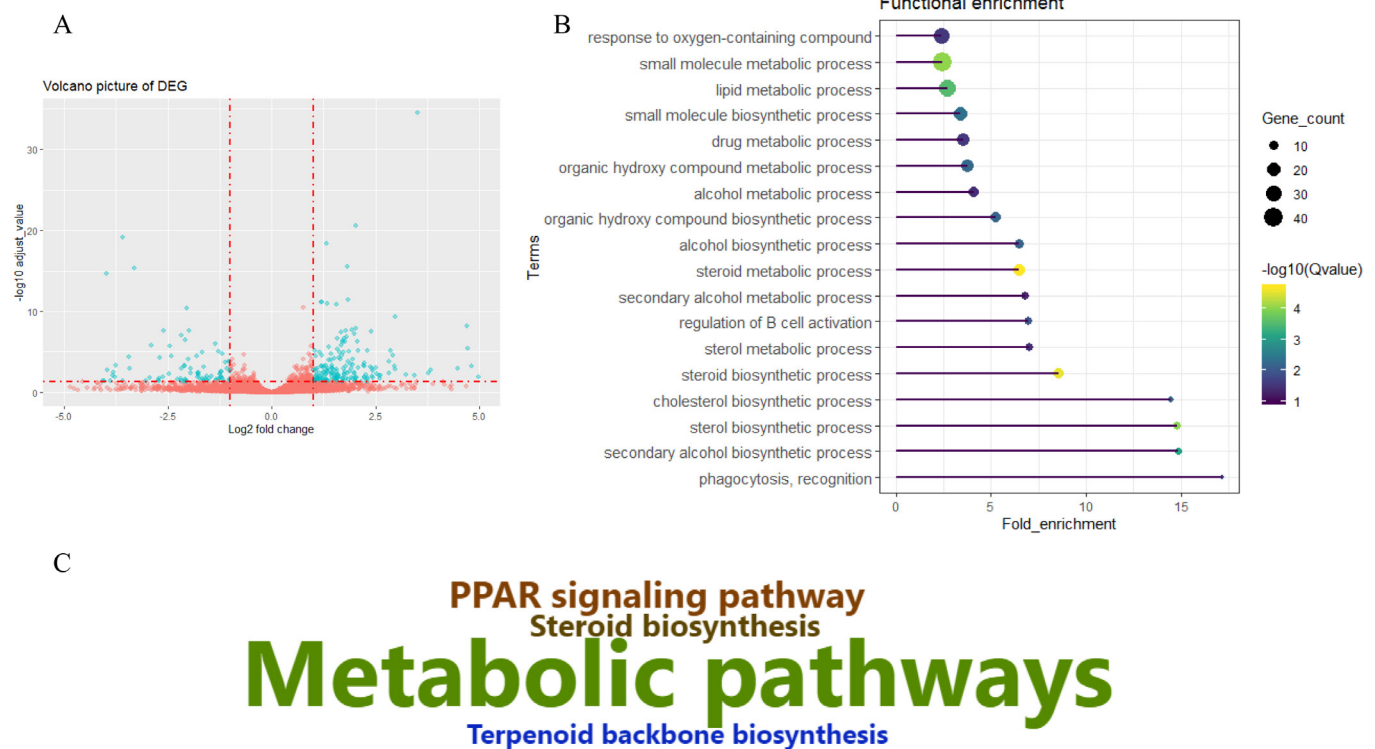 A
Volcano picture of DEG
-log10 adjust_value
30
20
10
0
-5.0
-2.5
0.0
2.5
5.0
Log2 fold change
B
Functional enrichment
Terms
response to oxygen-containing compound
small molecule metabolic process
lipid metabolic process
small molecule biosynthetic process
drug metabolic process
organic hydroxy compound metabolic process
alcohol metabolic process
organic hydroxy compound biosynthetic process
alcohol biosynthetic process
steroid metabolic process
secondary alcohol metabolic process
regulation of B cell activation
sterol metabolic process
steroid biosynthetic process
cholesterol biosynthetic process
sterol biosynthetic process
secondary alcohol biosynthetic process
phagocytosis, recognition
0
5
10
15
Fold_enrichment
Gene_count
10
20
30
40
-log10(Qvalue)
4
3
2
1
C
PPAR signaling pathway
Steroid biosynthesis
Metabolic pathways
Terpenoid backbone biosynthesis